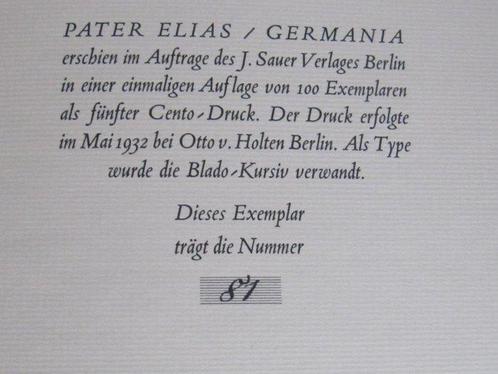 PATER ELIAS / GERMANIA
erschien im Auftrage des J. Sauer Verlages Berlin
in einer einmaligen Auflage von 100 Exemplaren
als fünfter Cento-Druck. Der Druck erfolgte
im Mai 1932 bei Otto v. Holten Berlin. Als Type
wurde die Blado-Kursiv verwandt.
Dieses Exemplar
trägt die Nummer
81